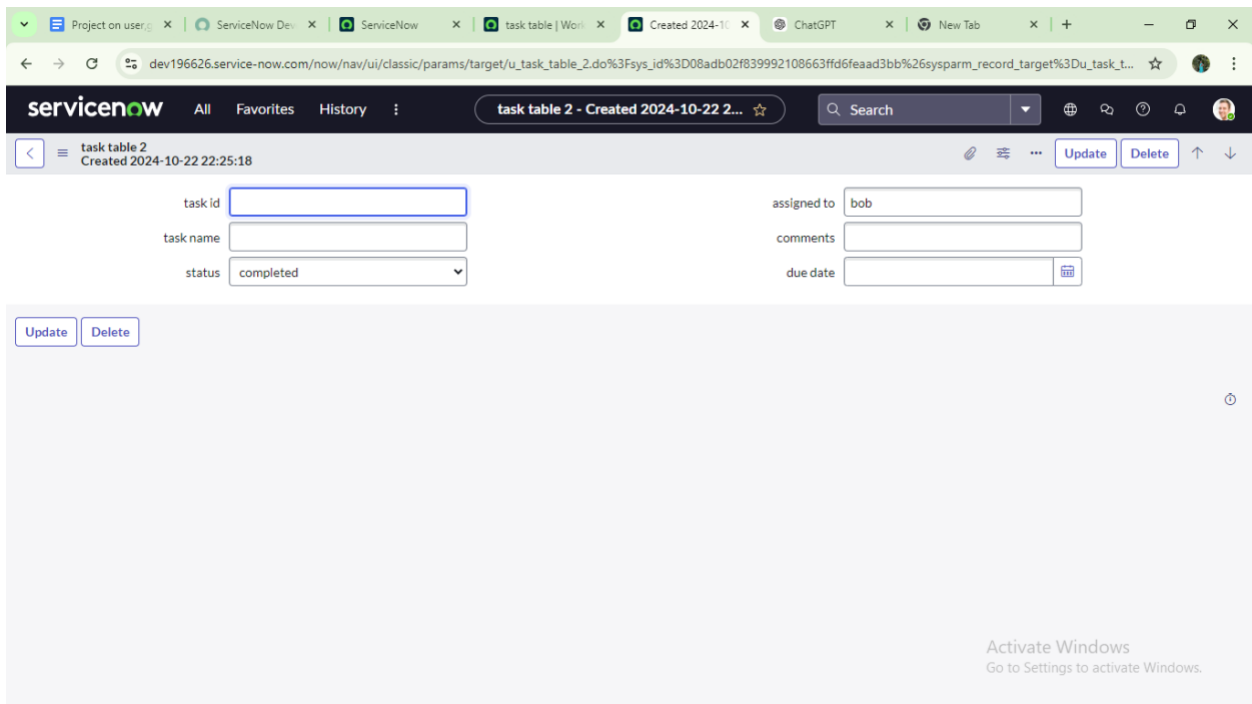 Project on user,g
ServiceNow Dev
ServiceNow
task table | Work
Created 2024-10
ChatGPT
New Tab
dev196626.service-now.com/now/nav/ui/classic/params/target/u_task_table_2.do%3Fsys_id%3D08adb02f839992108663ffd6feaad3bb%26sysparm_record_target%3Du_task_t...
servicenow All Favorites History task table 2 - Created 2024-10-22 2... Search
task table 2
Created 2024-10-22 22:25:18
Update Delete
task id
assigned to bob
task name
comments
status completed
due date
Update Delete
Activate Windows
Go to Settings to activate Windows.